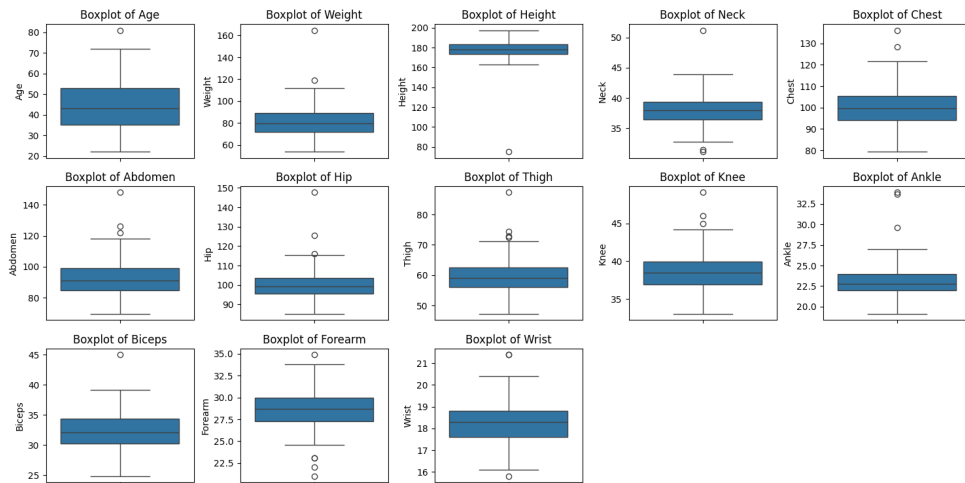 Boxplot of Age
Boxplot of Weight
Boxplot of Height
Boxplot of Neck
Boxplot of Chest
80
70
60
50
40
30
20
Age
160
140
120
100
80
60
Weight
200
180
160
140
120
100
80
Height
50
45
40
35
Neck
130
120
110
100
90
80
Chest
Boxplot of Abdomen
Boxplot of Hip
Boxplot of Thigh
Boxplot of Knee
Boxplot of Ankle
140
120
100
80
Abdomen
150
140
130
120
110
100
90
Hip
80
70
60
50
Thigh
45
40
35
Knee
32.5
30.0
27.5
25.0
22.5
20.0
Ankle
Boxplot of Biceps
Boxplot of Forearm
Boxplot of Wrist
45
40
35
30
25
Biceps
35.0
32.5
30.0
27.5
25.0
22.5
Forearm
21
20
19
18
17
16
Wrist